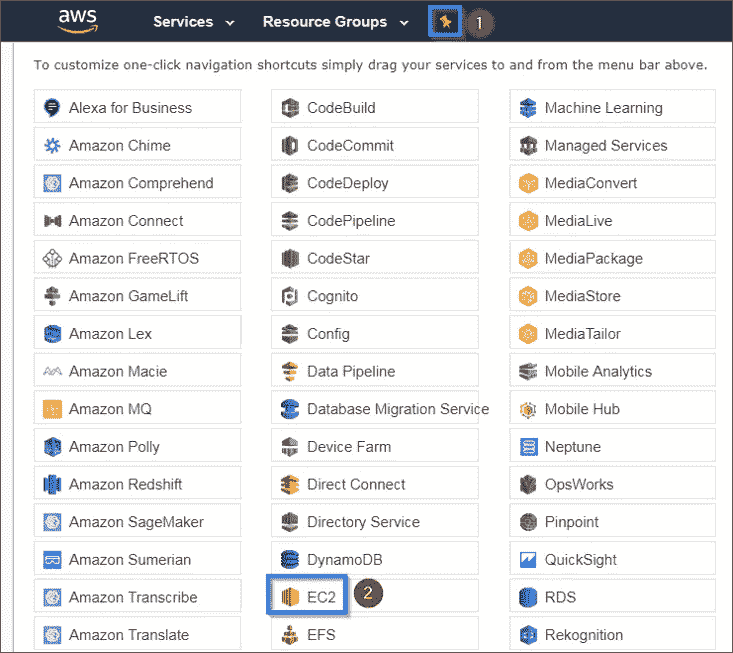 aws
Services
Resource Groups
1
To customize one-click navigation shortcuts simply drag your services to and from the menu bar above.
Alexa for Business
Amazon Chime
Amazon Comprehend
Amazon Connect
Amazon FreeRTOS
Amazon GameLift
Amazon Lex
Amazon Macie
Amazon MQ
Amazon Polly
Amazon Redshift
Amazon SageMaker
Amazon Sumerian
Amazon Transcribe
Amazon Translate
CodeBuild
CodeCommit
CodeDeploy
CodePipeline
CodeStar
Cognito
Config
Data Pipeline
Database Migration Service
Device Farm
Direct Connect
Directory Service
DynamoDB
EC2
2
EFS
Machine Learning
Managed Services
MediaConvert
MediaLive
MediaPackage
MediaStore
MediaTailor
Mobile Analytics
Mobile Hub
Neptune
OpsWorks
Pinpoint
QuickSight
RDS
Rekognition